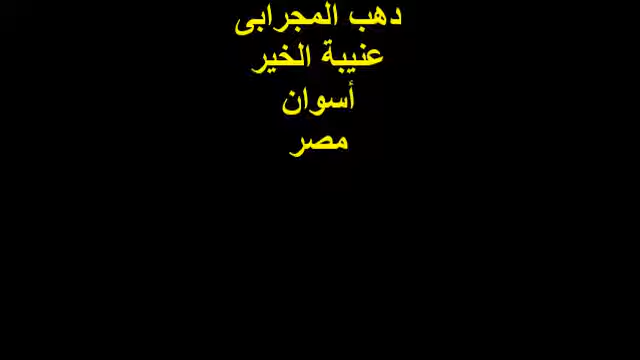 دهب المجرابى
عنيبة الخير
أسوان
مصر